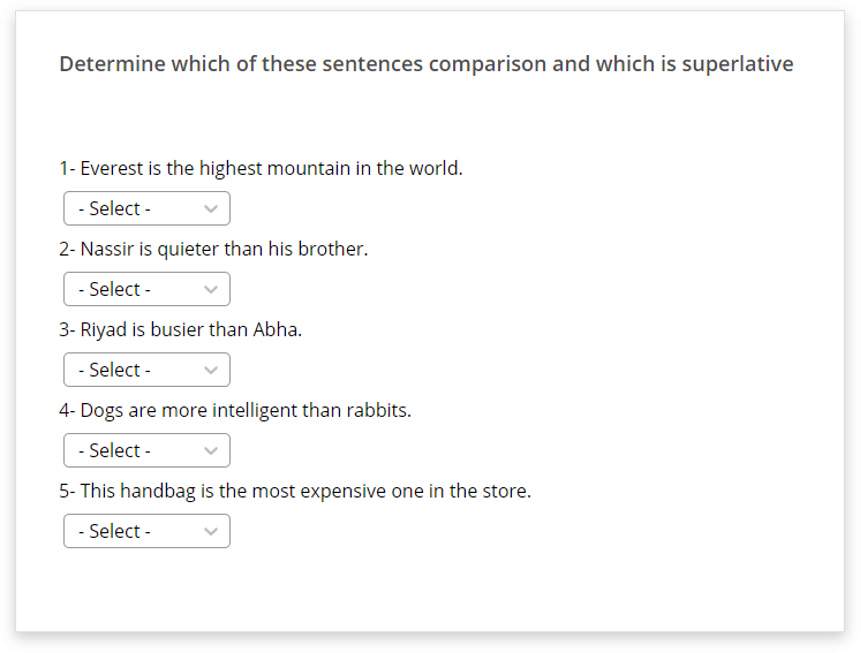 Determine which of these sentences comparison and which is superlative
1- Everest is the highest mountain in the world.
- Select -
2- Nassir is quieter than his brother.
- Select -
3- Riyad is busier than Abha.
- Select -
4- Dogs are more intelligent than rabbits.
- Select -
5- This handbag is the most expensive one in the store.
- Select -